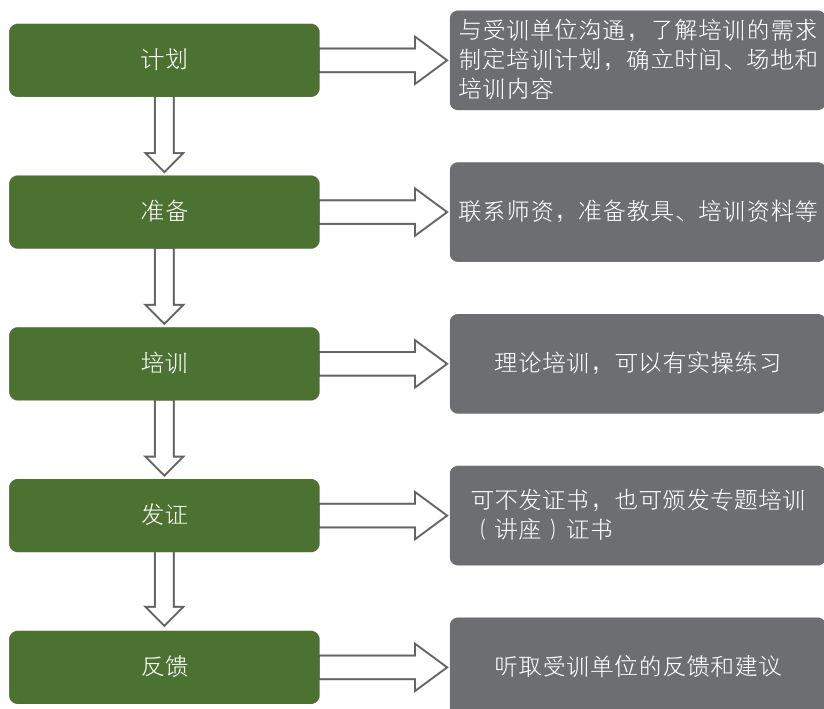 计划
与受训单位沟通，了解培训的需求
制定培训计划，确立时间、场地和
培训内容
准备
联系师资，准备教具、培训资料等
培训
理论培训，可以有实操练习
发证
可不发证书，也可颁发专题培训
（讲座）证书
反馈
听取受训单位的反馈和建议